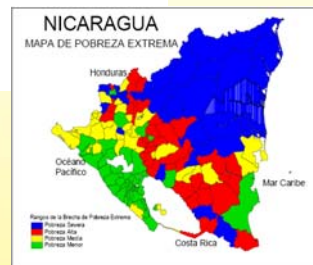 NICARAGUA
MAPA DE POBREZA EXTREMA
Honduras
Océano
Pacífico
Mar Caribe
Costa Rica
Rangos de la Brecha de Pobreza Extrema
Pobreza Severa
Pobreza Alta
Pobreza Media
Pobreza Menor